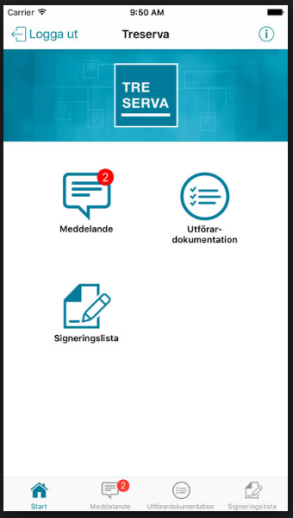 Carrier 9:50 AM
Logga ut Treserva
TRE
SERVA
2
Meddelande
Utförar-
dokumentation
Signeringslista
2
Start Meddelande Utförardokumentation Signeringslista